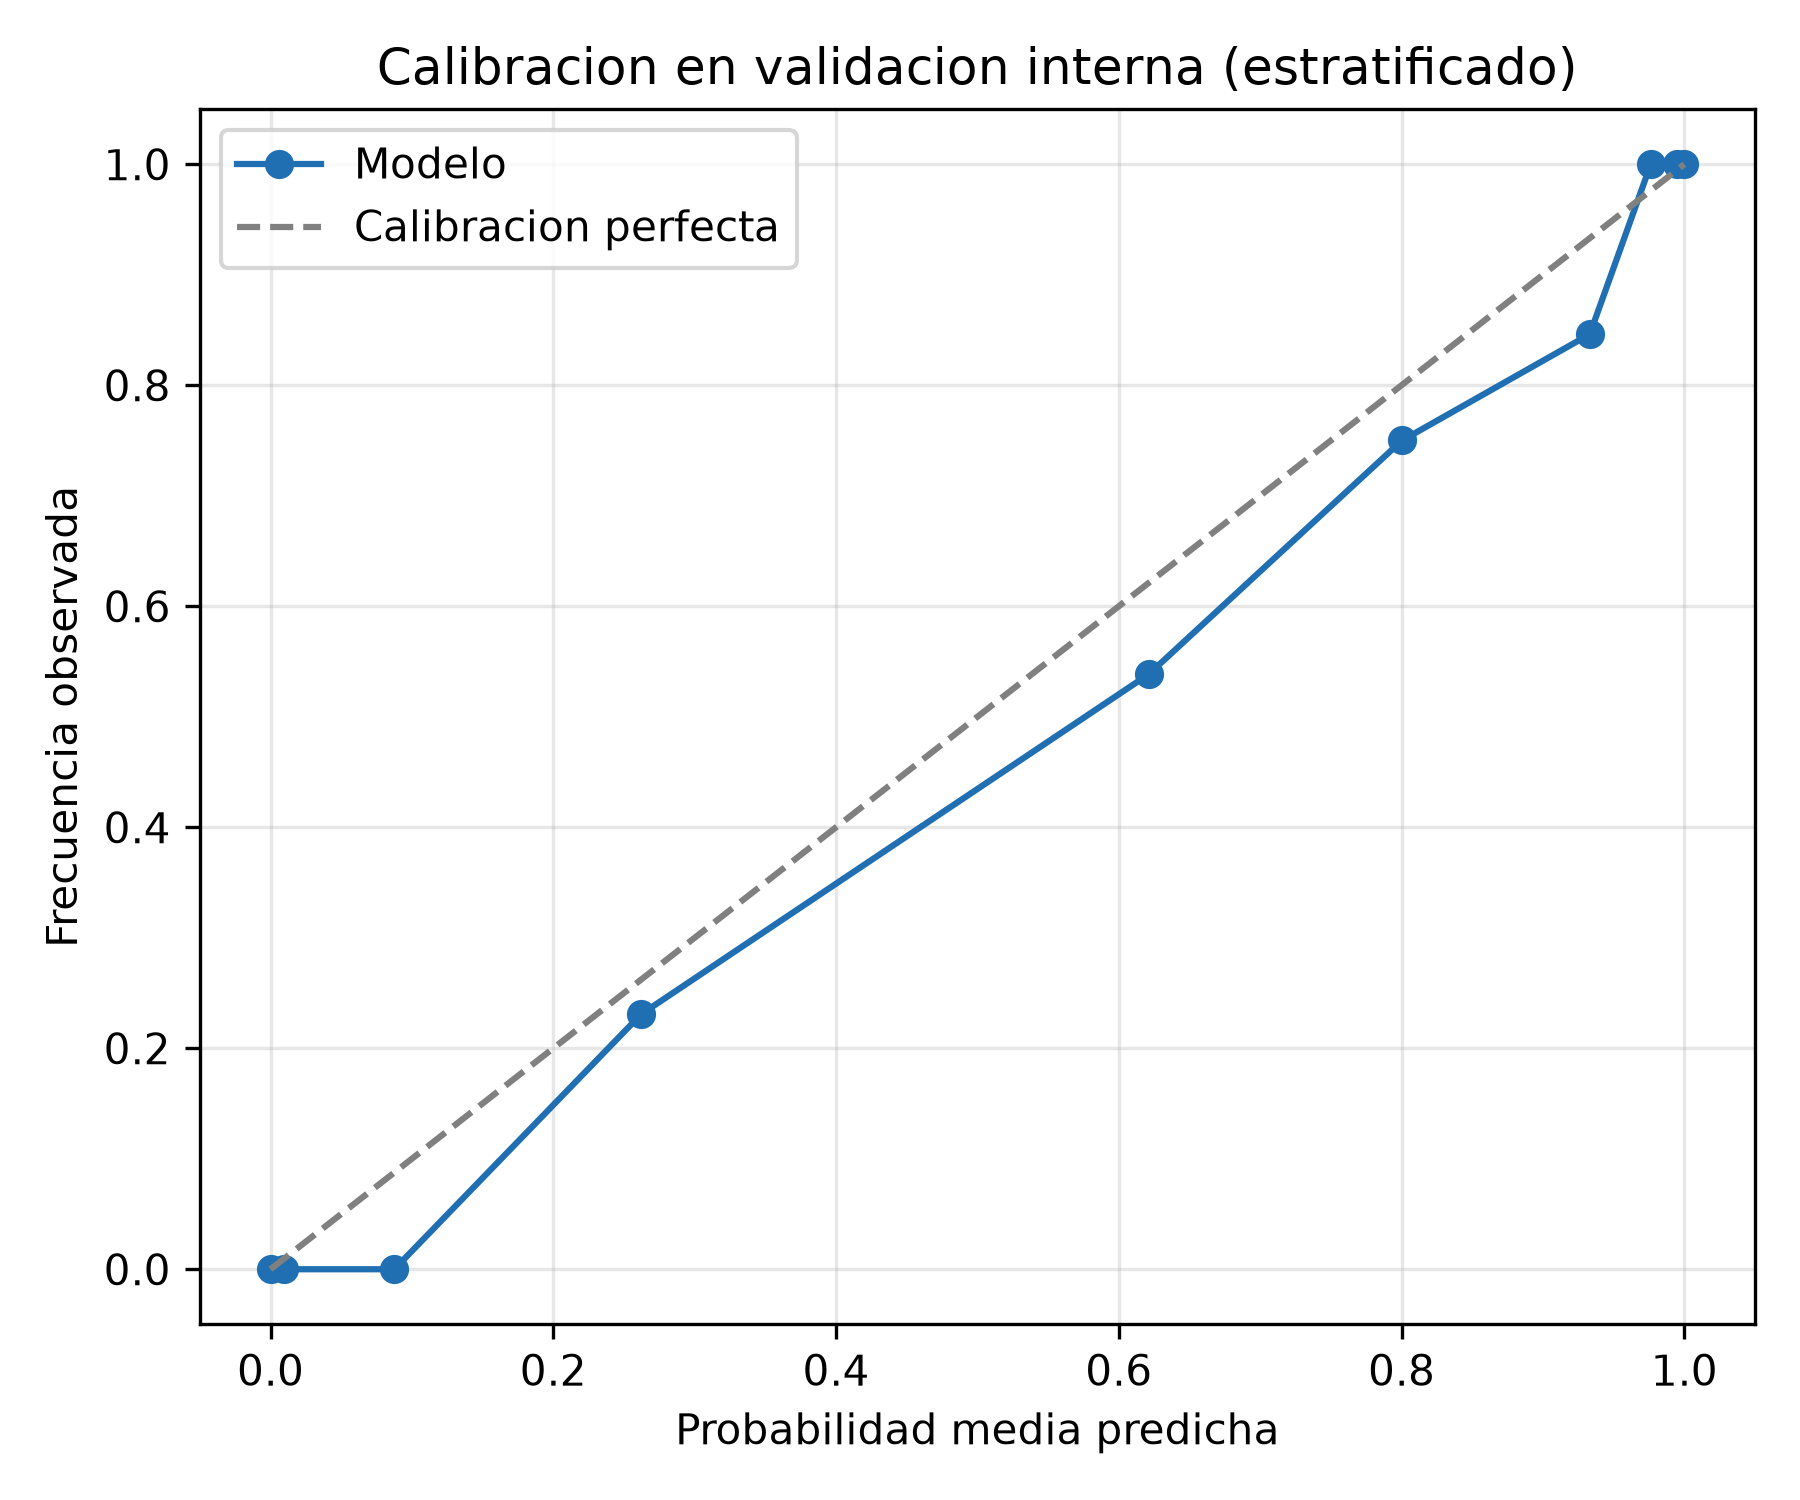 Calibracion en validacion interna (estratificado)
Modelo
Calibracion perfecta
1.0
0.8
0.6
0.4
0.2
0.0
Frecuencia observada
0.0 0.2 0.4 0.6 0.8 1.0
Probabilidad media predicha